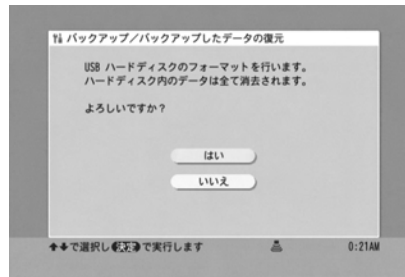 バックアップ／バックアップしたデータの復元
USB ハードディスクのフォーマットを行います。
ハードディスク内のデータは全て消去されます。
よろしいですか？
はい
いいえ
で選択し 決定 で実行します
0:21AM